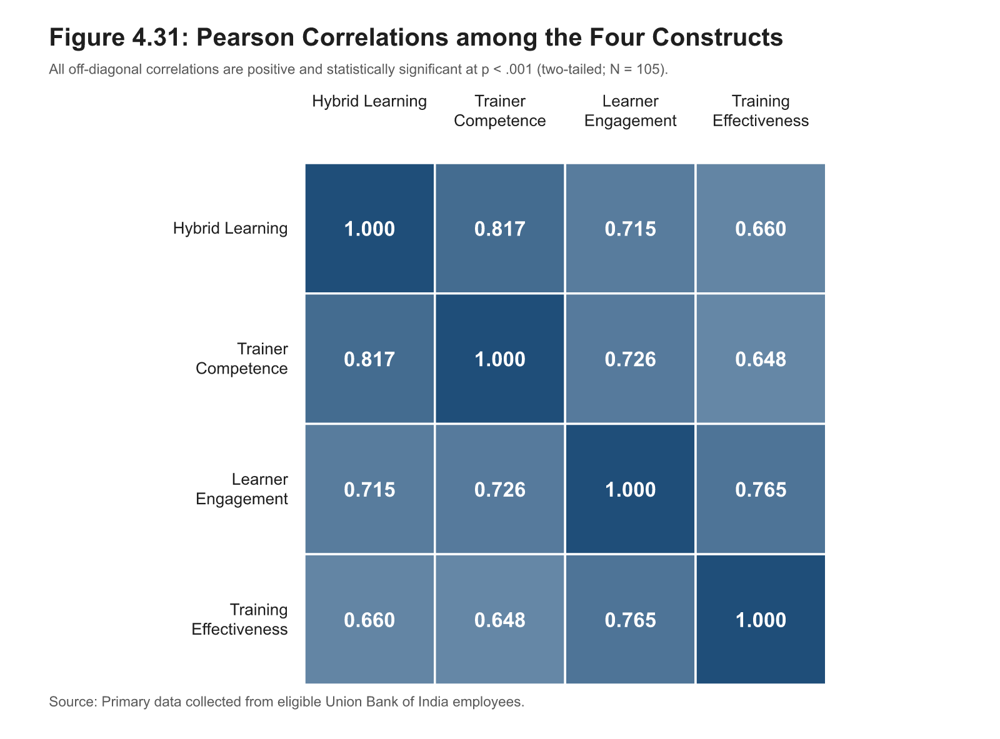 Figure 4.31: Pearson Correlations among the Four Constructs
All off-diagonal correlations are positive and statistically significant at p < .001 (two-tailed; N = 105).
Hybrid Learning
Trainer
Competence
Learner
Engagement
Training
Effectiveness
Hybrid Learning
1.000 0.817 0.715 0.660
Trainer
Competence
0.817 1.000 0.726 0.648
Learner
Engagement
0.715 0.726 1.000 0.765
Training
Effectiveness
0.660 0.648 0.765 1.000
Source: Primary data collected from eligible Union Bank of India employees.